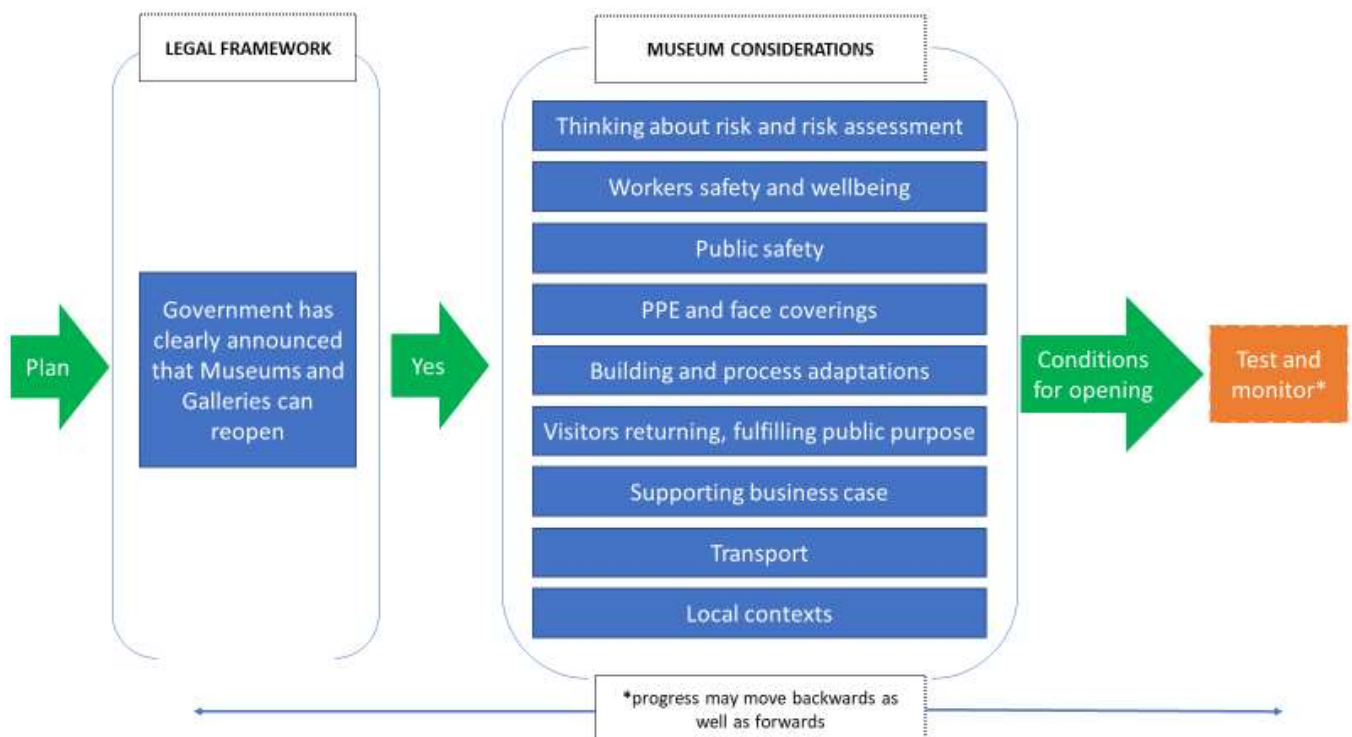 LEGAL FRAMEWORK
MUSEUM CONSIDERATIONS
Plan
Government has
clearly announced
that Museums and
Galleries can
reopen
Yes
Thinking about risk and risk assessment
Workers safety and wellbeing
Public safety
PPE and face coverings
Building and process adaptations
Visitors returning, fulfilling public purpose
Supporting business case
Transport
Local contexts
Conditions
for opening
Test and
monitor*
*progress may move backwards as
well as forwards